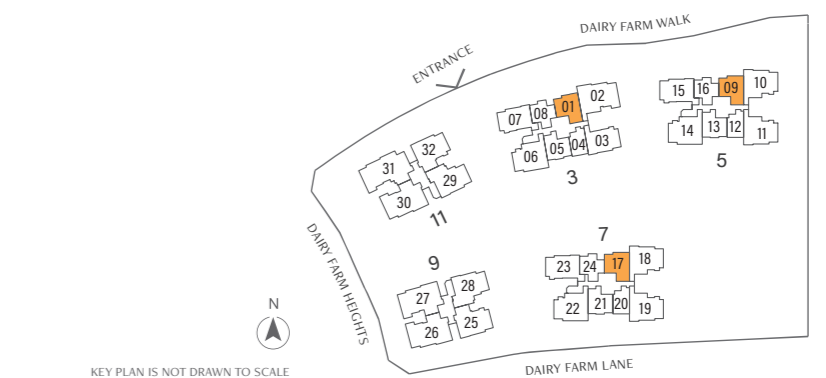 DAIRY FARM WALK
ENTRANCE
15 16 09 10
14 13 12 11
5
07 08 01 02
06 05 04 03
3
31 32
30 29
11
DAIRY FARM HEIGHTS
7
23 24 17 18
22 21 20 19
9
27 28
26 25
N
KEY PLAN IS NOT DRAWN TO SCALE
DAIRY FARM LANE